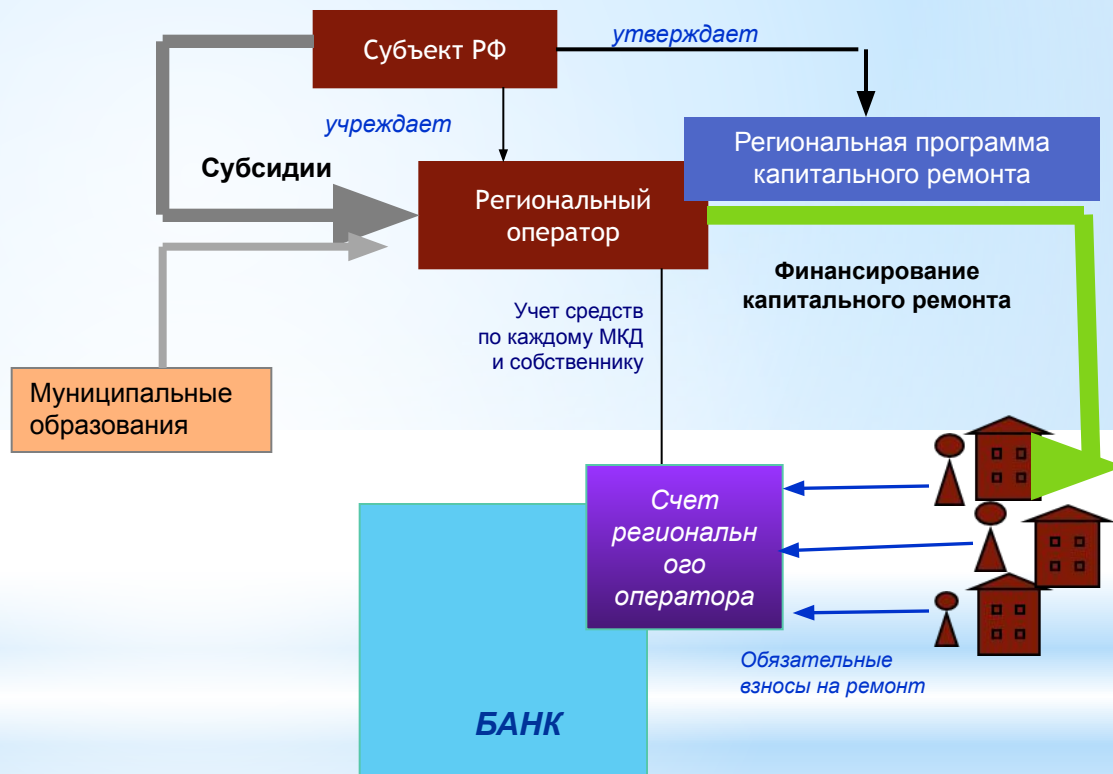 Субъект РФ
утверждает
учреждает
Региональная программа
капитального ремонта
Субсидии
Региональный
оператор
Финансирование
капитального ремонта
Учет средств
по каждому МКД
и собственнику
Муниципальные
образования
Счет
региональн
ого
оператора
Обязательные
взносы на ремонт
БАНК